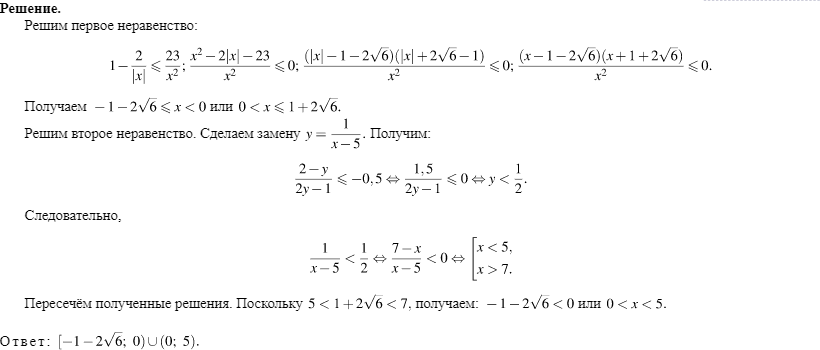 Решение.
Решим первое неравенство:
1 − 2/|x| ⩽ 23/x²; (x² − 2|x| − 23)/x² ⩽ 0; ((|x| − 1 − 2√6)(|x| + 2√6 − 1))/x² ⩽ 0; ((x − 1 − 2√6)(x + 1 + 2√6))/x² ⩽ 0.
Получаем −1 − 2√6 ⩽ x < 0 или 0 < x ⩽ 1 + 2√6.
Решим второе неравенство. Сделаем замену y = 1/(x − 5). Получим:
(2 − y)/(2y − 1) ⩽ −0,5 ⇔ 1,5/(2y − 1) ⩽ 0 ⇔ y < 1/2.
Следовательно,
1/(x − 5) < 1/2 ⇔ (7 − x)/(x − 5) < 0 ⇔ [x < 5, x > 7.
Пересечём полученные решения. Поскольку 5 < 1 + 2√6 < 7, получаем: −1 − 2√6 < 0 или 0 < x < 5.
Ответ: [−1 − 2√6; 0) ∪ (0; 5).